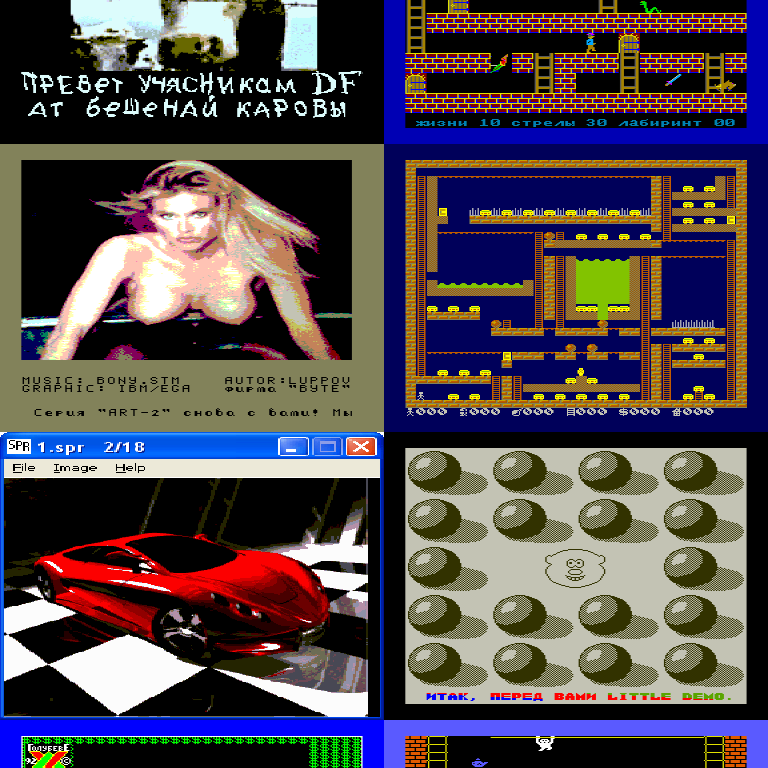 ПРЕВЕТ УЧАСНИКАМ DF
АТ БЕШЕНАЙ КАРОВЫ
жизни 10 стрелы 30 лабиринт 00
MUSIC: BONY.STM AUTOR:LUPPOV
GRAPHIC: IBM/EGA фирма "BYTE"
Серия "ART-2" снова с вами! Мы
000 000 000 000 000 000
SPR 1.spr 2/18
File Image Help
ИТАК, ПЕРЕД ВАМИ LITTLE DEMO.